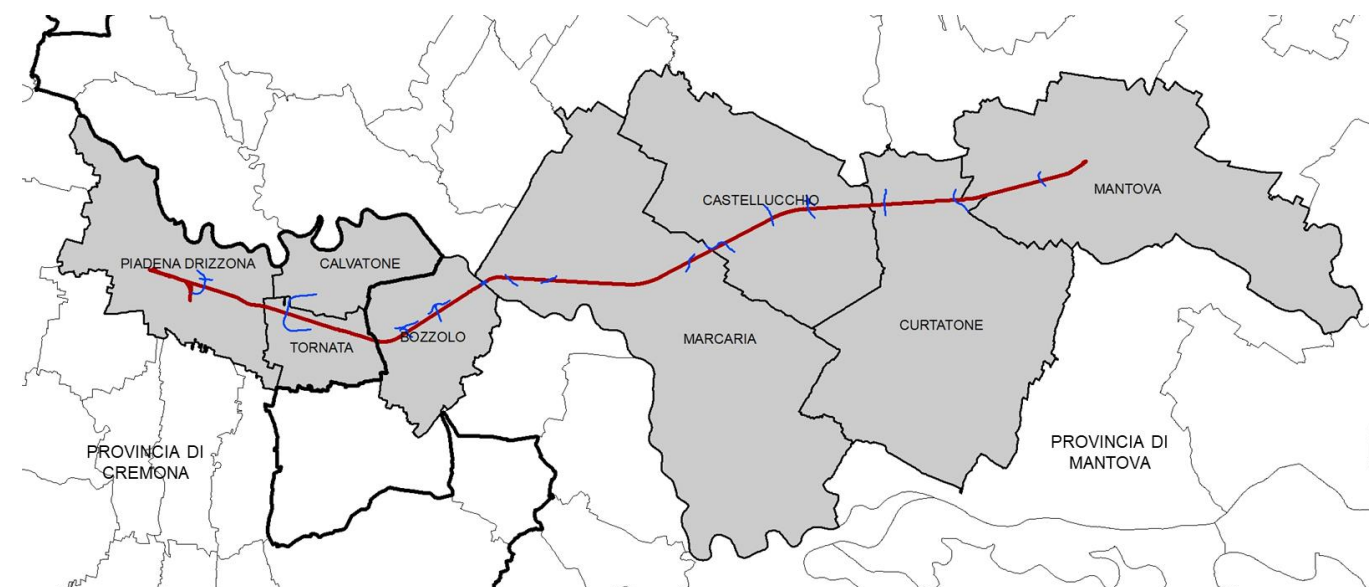 MANTOVA
CASTELLUCCHIO
PIADENA DRIZZONA
CALVATONE
CURTATONE
BOZZOLO
MARCARIA
TORNATA
PROVINCIA DI
CREMONA
PROVINCIA DI
MANTOVA